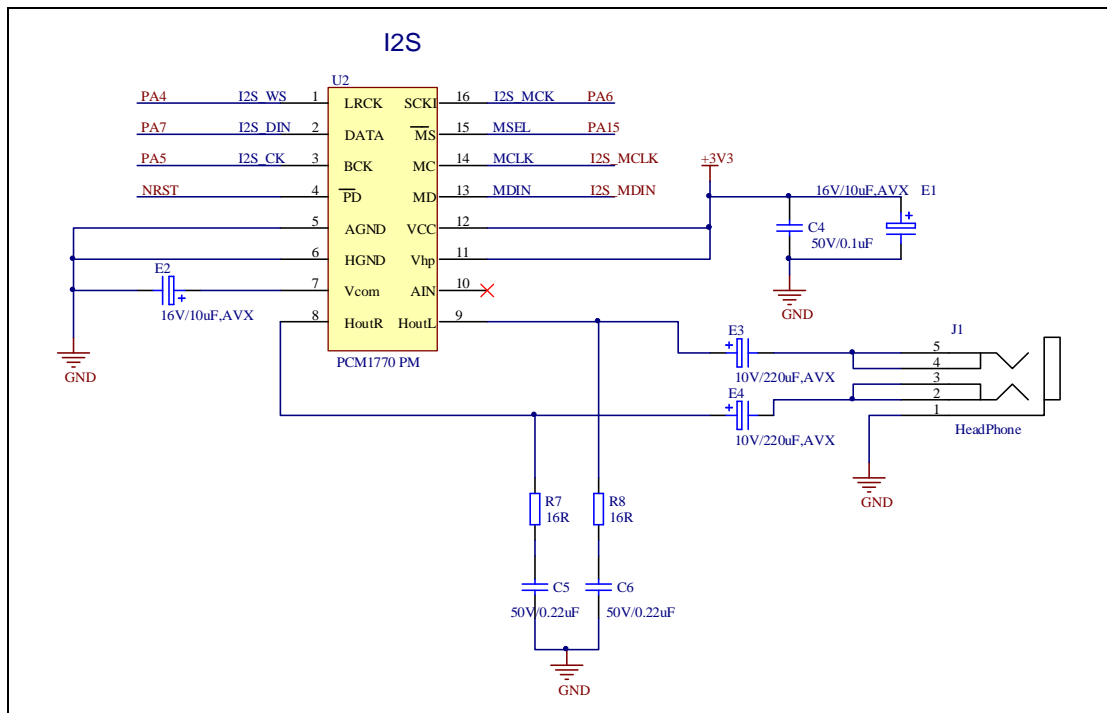 I2S
U2
PA4 I2S_WS 1 LRCK SCKI 16 I2S_MCK PA6
PA7 I2S_DIN 2 DATA MS 15 MSEL PA15
PA5 I2S_CK 3 BCK MC 14 MCLK I2S_MCLK
NRST 4 PD MD 13 MDIN I2S_MDIN
5 AGND VCC 12
6 HGND Vhp 11
7 Vcom AIN 10
8 HoutR HoutL 9
PCM1770 PM
E2
16V/10uF,AVX
GND
+3V3
16V/10uF,AVX E1
C4
50V/0.1uF
GND
E3
10V/220uF,AVX
E4
10V/220uF,AVX
J1
5
4
3
2
1
HeadPhone
GND
R7
16R
R8
16R
C5
50V/0.22uF
C6
50V/0.22uF
GND